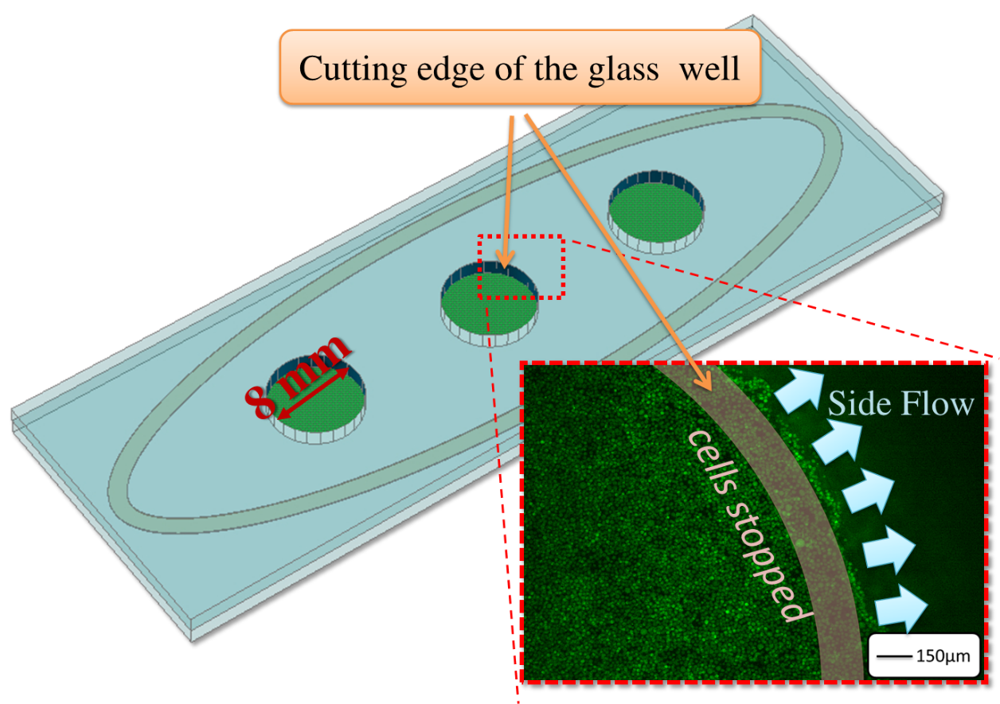 Cutting edge of the glass well
8 mm
Side Flow
cells stopped
150μm